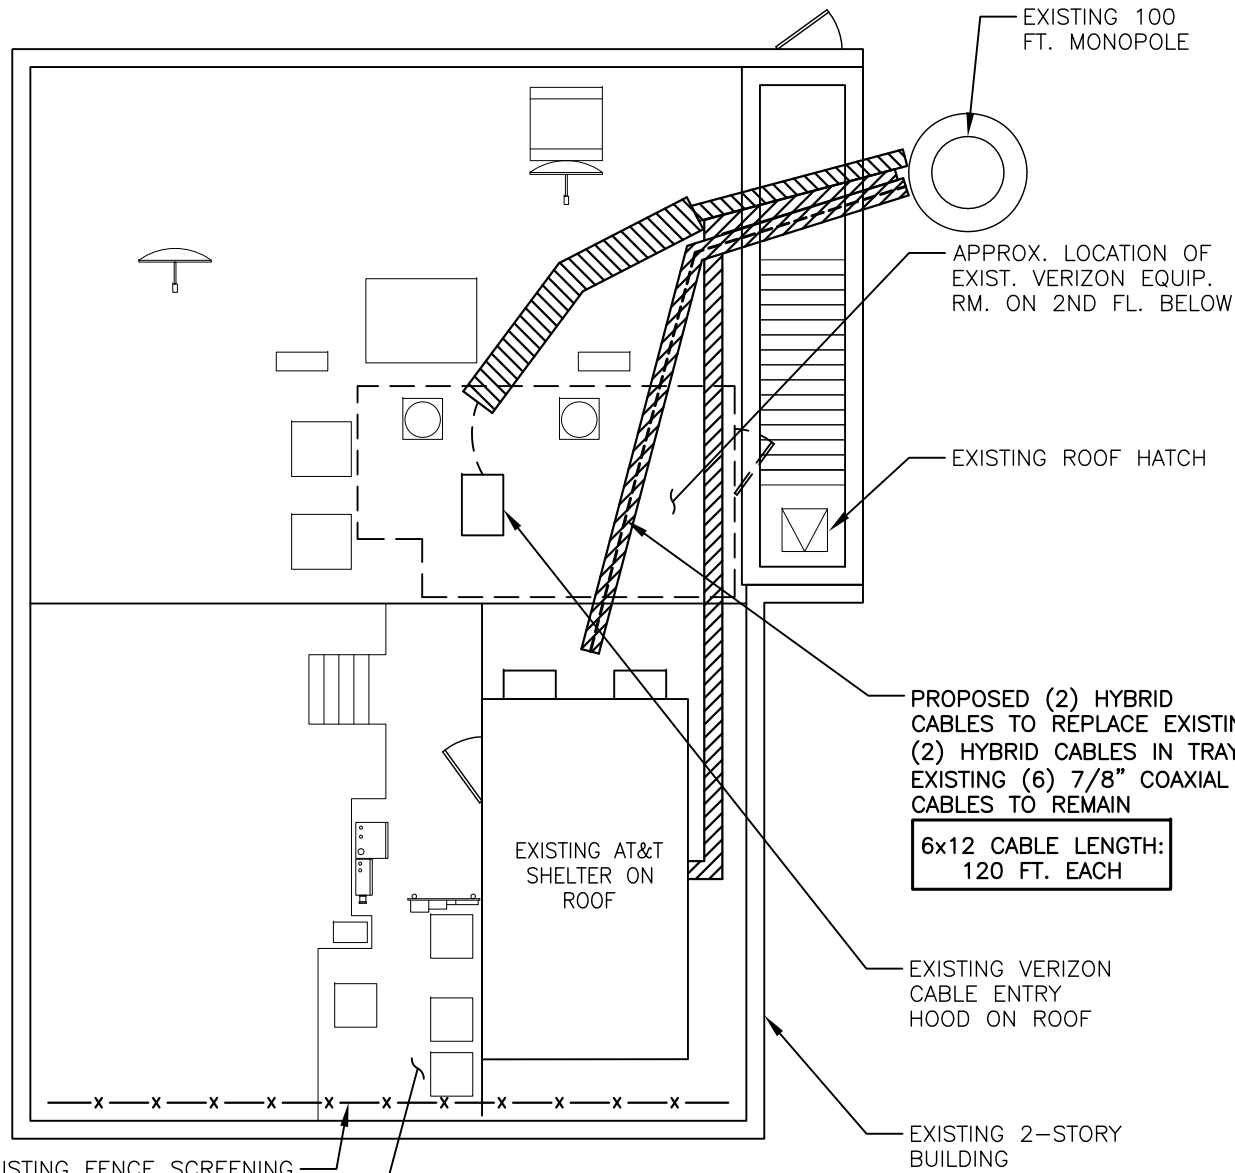 EXISTING 100
FT. MONOPOLE
APPROX. LOCATION OF
EXIST. VERIZON EQUIP.
RM. ON 2ND FL. BELOW
EXISTING ROOF HATCH
PROPOSED (2) HYBRID
CABLES TO REPLACE EXISTIN
(2) HYBRID CABLES IN TRAY
EXISTING (6) 7/8" COAXIAL
CABLES TO REMAIN
6x12 CABLE LENGTH:
120 FT. EACH
EXISTING AT&T
SHELTER ON
ROOF
EXISTING VERIZON
CABLE ENTRY
HOOD ON ROOF
EXISTING 2-STORY
BUILDING
ISTING FENCE SCREENING